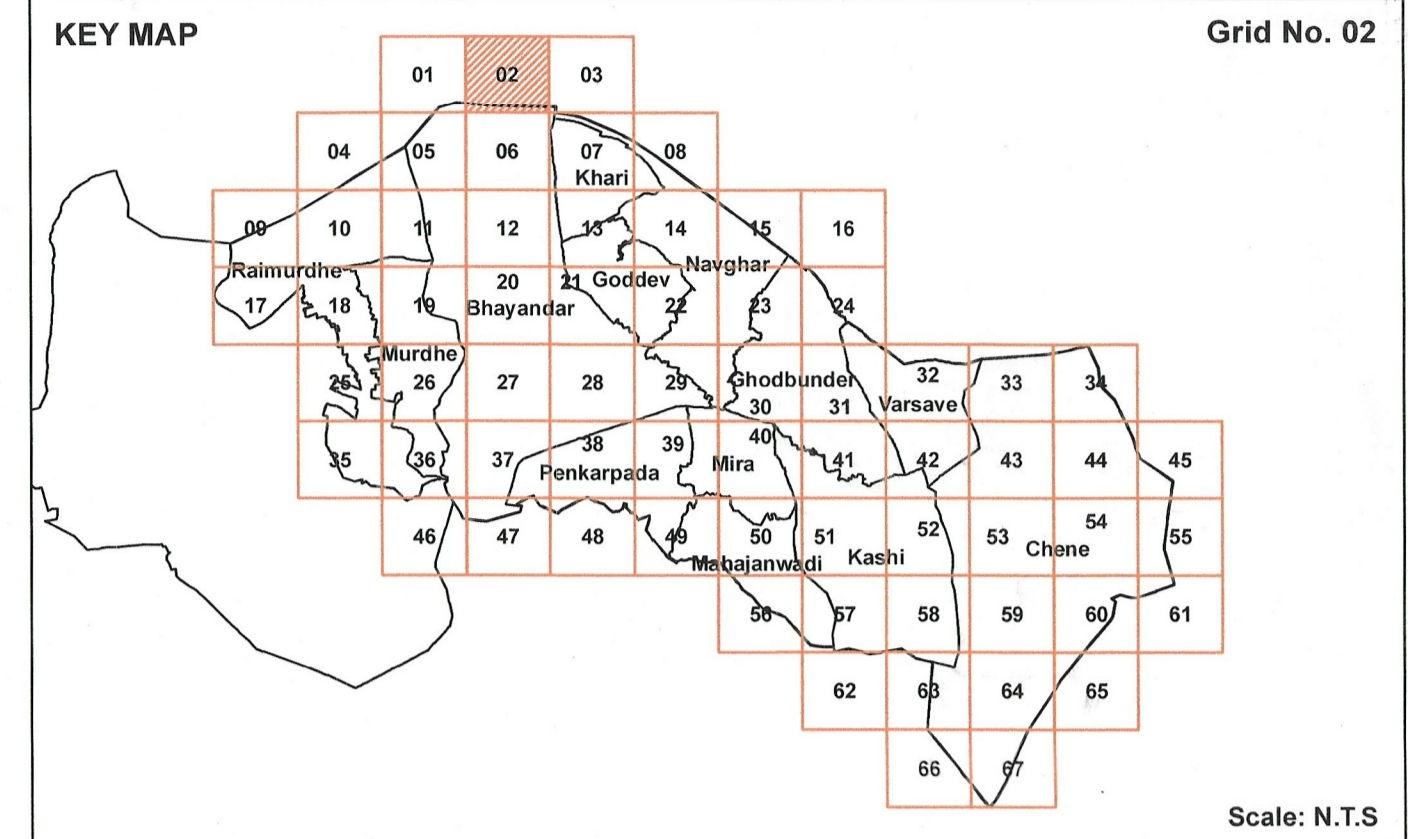 KEY MAP
Grid No. 02
01 02 03
04 05 06 07 08
Khari
09 10 11 12 13 14 15 16
Navghar
Raimurdhe
Goddev
17 18 19 20 21 22 23 24
Bhayandar
Murdhe
25 26 27 28 29 30 31 32 33 34
Ghodbunder
Varsave
35 36 37 38 39 40 41 42 43 44 45
Penkarpada
Mira
46 47 48 49 50 51 52 53 54 55
Kashi
Chene
Mahajanwadi
56 57 58 59 60 61
62 63 64 65
66 67
Scale: N.T.S